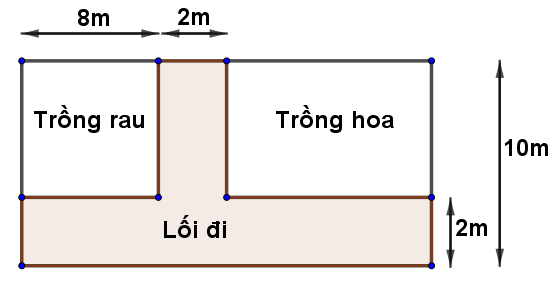 8m 2m
Trồng rau Trồng hoa
10m
Lối đi 2m